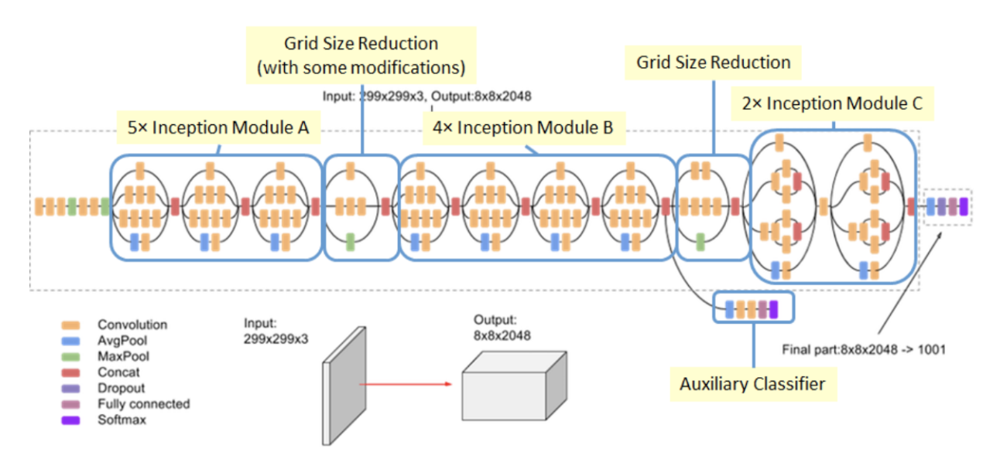 Grid Size Reduction
(with some modifications)
Grid Size Reduction
Input: 299x299x3, Output:8x8x2048
2× Inception Module C
5× Inception Module A
4× Inception Module B
Convolution
AvgPool
MaxPool
Concat
Dropout
Fully connected
Softmax
Input:
299x299x3
Output:
8x8x2048
Final part:8x8x2048 -> 1001
Auxiliary Classifier